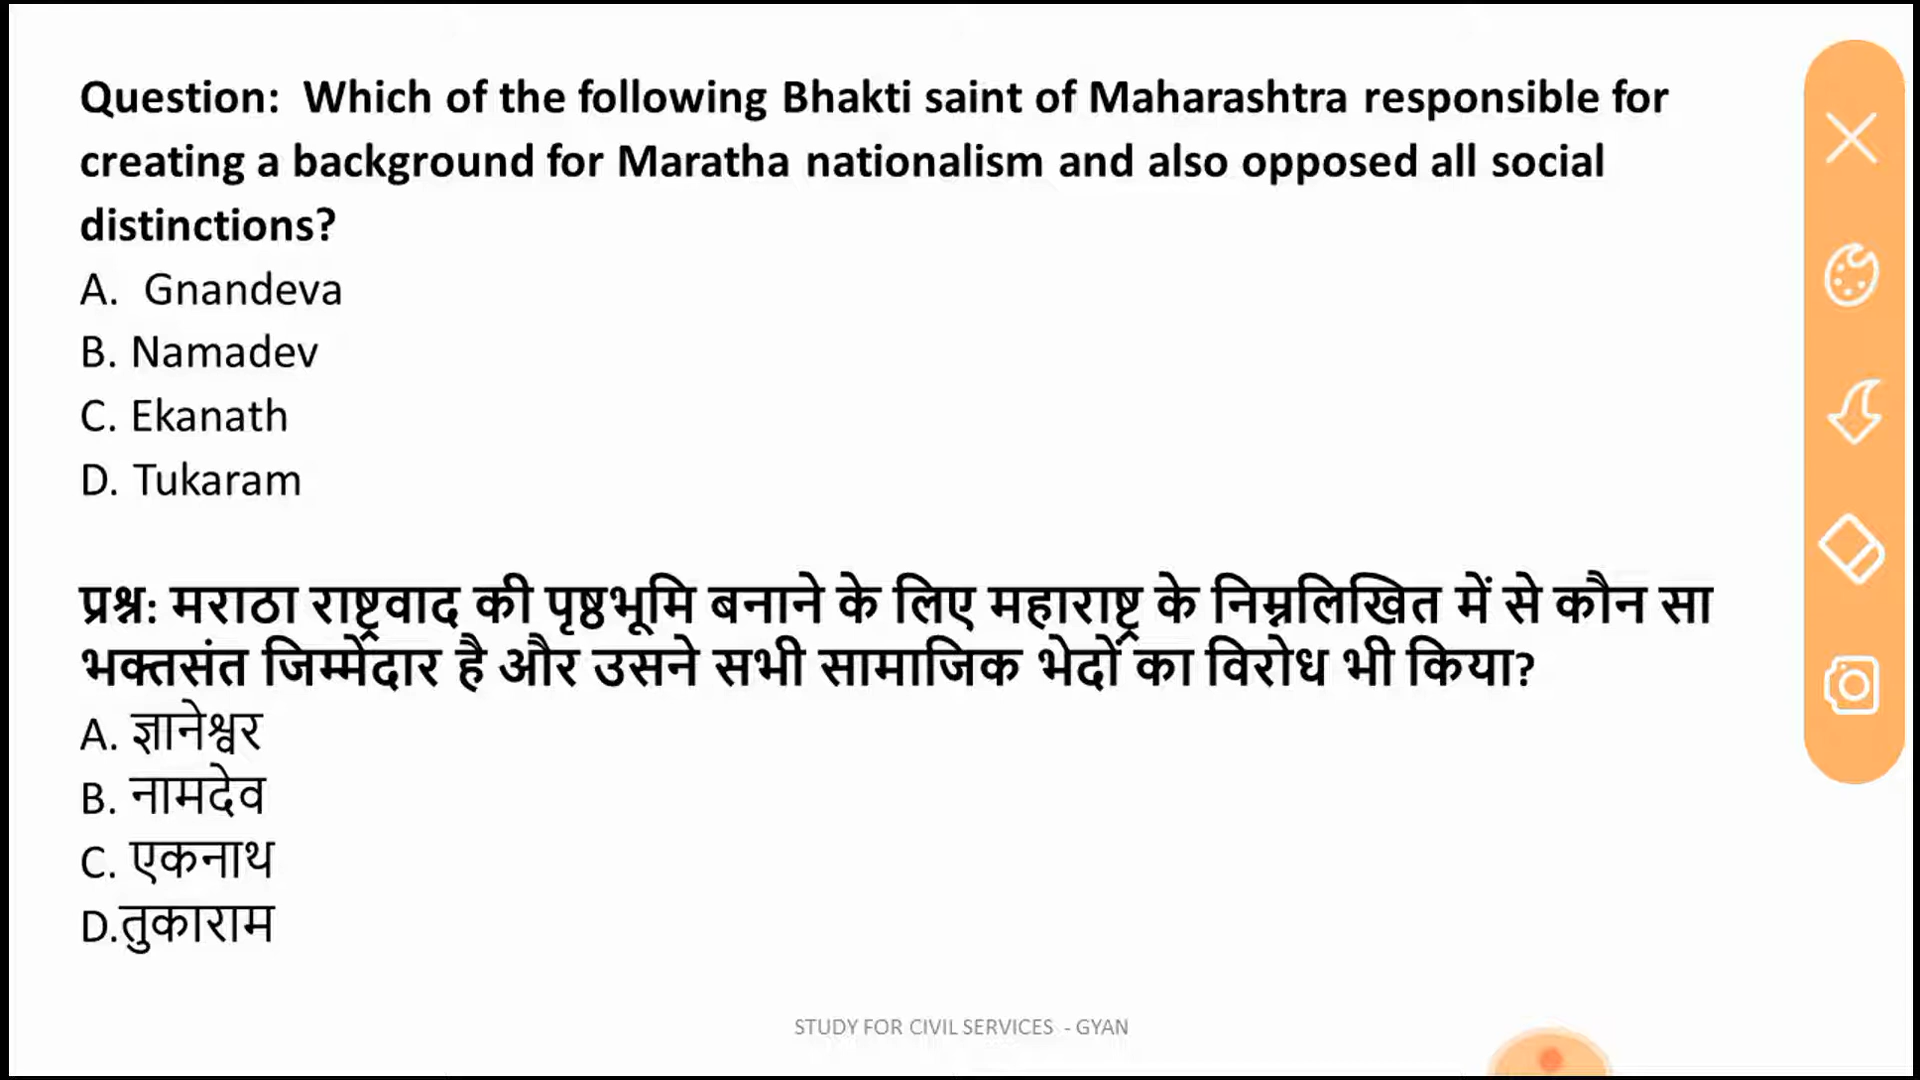 Question: Which of the following Bhakti saint of Maharashtra responsible for
creating a background for Maratha nationalism and also opposed all social
distinctions?
A. Gnandeva
B. Namadev
C. Ekanath
D. Tukaram
प्रश्न: मराठा राष्ट्रवाद की पृष्ठभूमि बनाने के लिए महाराष्ट्र के निम्नलिखित में से कौन सा
भक्तसंत जिम्मेदार है और उसने सभी सामाजिक भेदों का विरोध भी किया?
A. ज्ञानेश्वर
B. नामदेव
C. एकनाथ
D.तुकाराम
STUDY FOR CIVIL SERVICES - GYAN